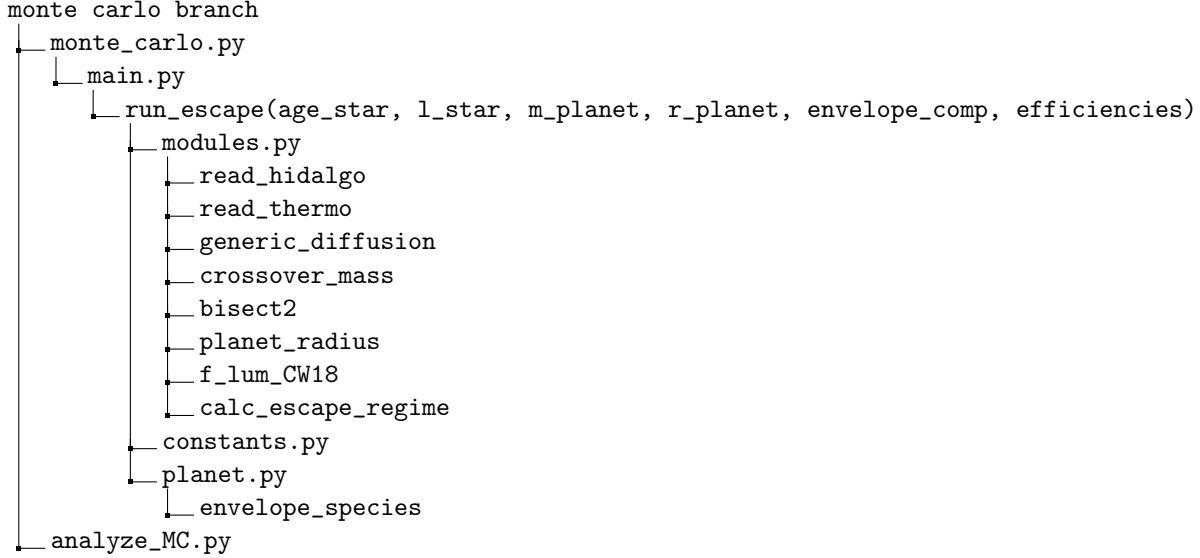 monte carlo branch
monte_carlo.py
main.py
run_escape(age_star, l_star, m_planet, r_planet, envelope_comp, efficiencies)
modules.py
read_hidalgo
read_thermo
generic_diffusion
crossover_mass
bisect2
planet_radius
f_lum_CW18
calc_escape_regime
constants.py
planet.py
envelope_species
analyze_MC.py